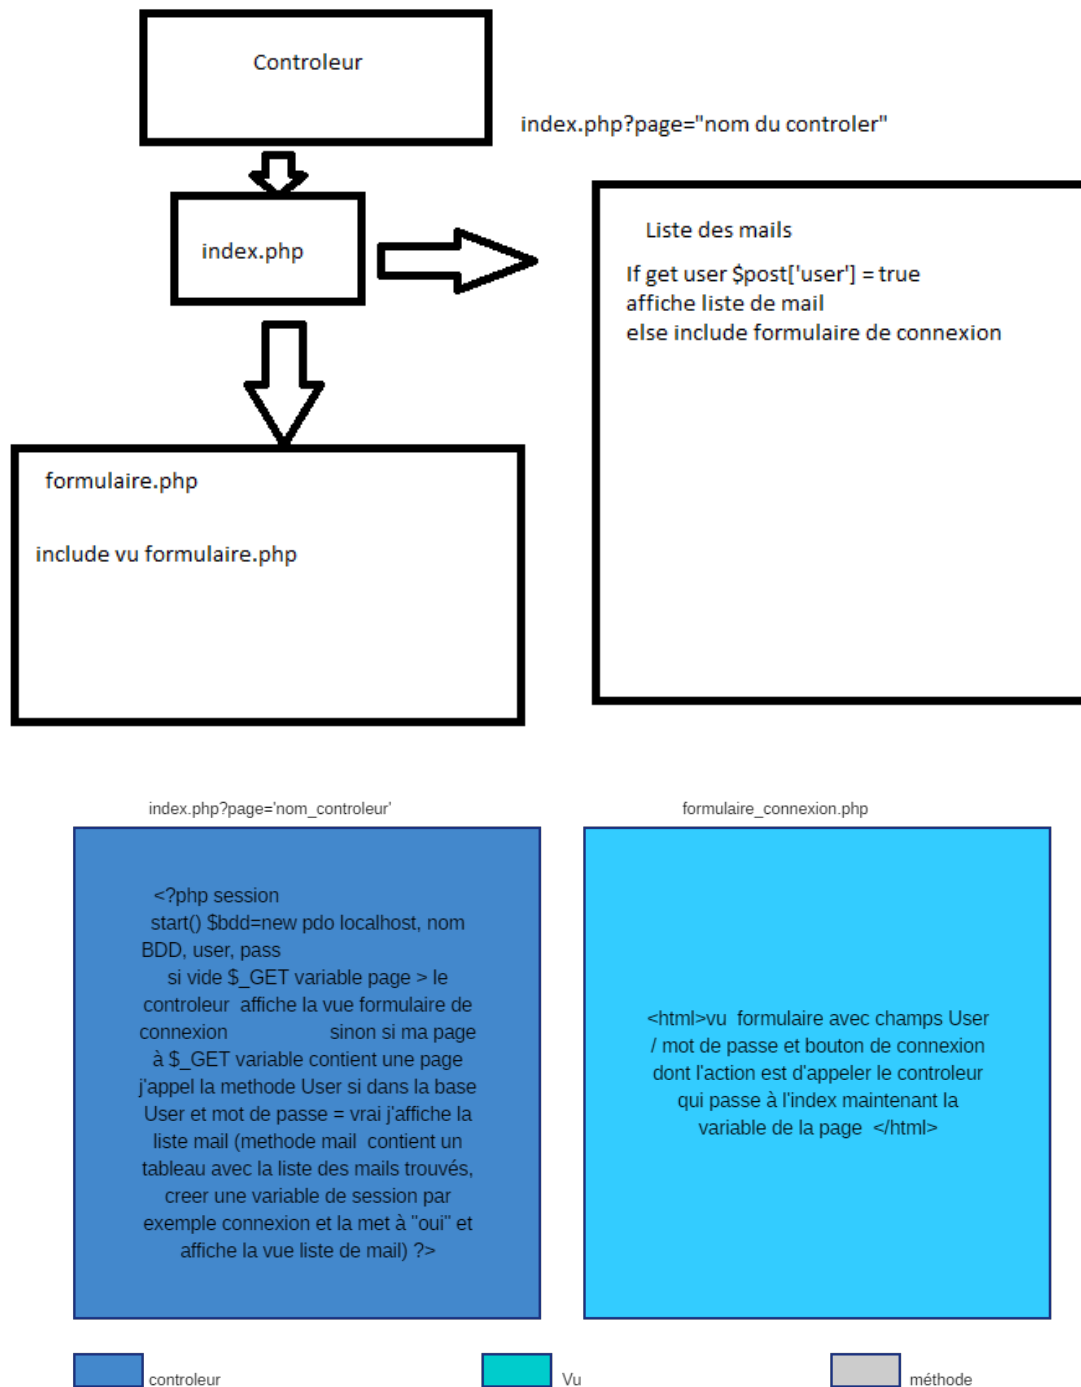 Controleur
index.php?page="nom du controler"
index.php
Liste des mails
If get user $post['user'] = true
affiche liste de mail
else include formulaire de connexion
formulaire.php
include vu formulaire.php
index.php?page='nom_controleur'
<?php session
start() $bdd=new pdo localhost, nom
BDD, user, pass
si vide $_GET variable page > le
controleur affiche la vue formulaire de
connexion sinon si ma page
à $_GET variable contient une page
j'appel la methode User si dans la base
User et mot de passe = vrai j'affiche la
liste mail (methode mail contient un
tableau avec la liste des mails trouvés,
creer une variable de session par
exemple connexion et la met à "oui" et
affiche la vue liste de mail) ?>
formulaire_connexion.php
<html>vu formulaire avec champs User
/ mot de passe et bouton de connexion
dont l'action est d'appeler le controleur
qui passe à l'index maintenant la
variable de la page </html>
controleur
Vu
méthode